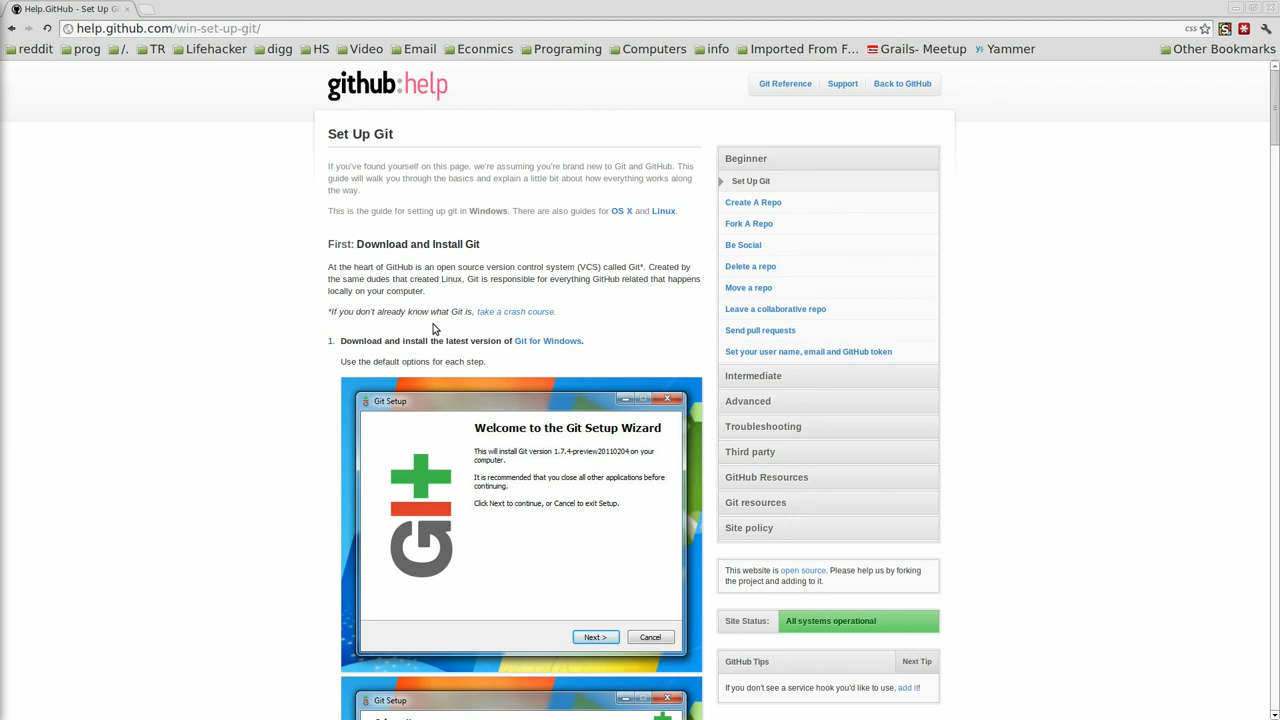 Help.GitHub - Set Up Git
help.github.com/win-set-up-git/
css
reddit prog /. TR Lifehacker digg HS Video Email Econmics Programing Computers info Imported From F... Grails- Meetup Yammer Other Bookmarks
github:help
Git Reference Support Back to GitHub
Set Up Git
If you've found yourself on this page, we're assuming you're brand new to Git and GitHub. This
guide will walk you through the basics and explain a little bit about how everything works along
the way.
This is the guide for setting up git in Windows. There are also guides for OS X and Linux.
First: Download and Install Git
At the heart of GitHub is an open source version control system (VCS) called Git*. Created by
the same dudes that created Linux, Git is responsible for everything GitHub related that happens
locally on your computer.
*If you don't already know what Git is, take a crash course.
1. Download and install the latest version of Git for Windows.
Use the default options for each step.
Git Setup
Welcome to the Git Setup Wizard
This will install Git version 1.7.4-preview20110204 on your
computer.
It is recommended that you close all other applications before
continuing.
Click Next to continue, or Cancel to exit Setup.
GIT
Next >
Cancel
Git Setup
Beginner
Set Up Git
Create A Repo
Fork A Repo
Be Social
Delete a repo
Move a repo
Leave a collaborative repo
Send pull requests
Set your user name, email and GitHub token
Intermediate
Advanced
Troubleshooting
Third party
GitHub Resources
Git resources
Site policy
This website is open source. Please help us by forking
the project and adding to it.
Site Status: All systems operational
GitHub Tips Next Tip
If you don't see a service hook you'd like to use, add it!